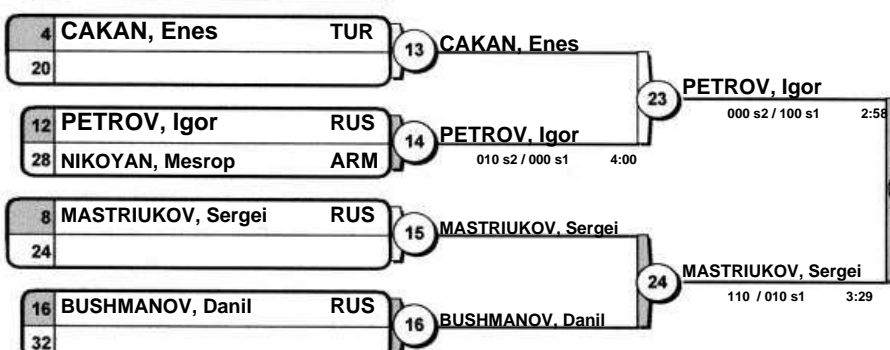 4 CAKAN, Enes TUR
20
13 CAKAN, Enes
12 PETROV, Igor RUS
28 NIKOYAN, Mesrop ARM
14 PETROV, Igor
010 s2 / 000 s1 4:00
23 PETROV, Igor
000 s2 / 100 s1 2:58
8 MASTRIUKOV, Sergei RUS
24
15 MASTRIUKOV, Sergei
16 BUSHMANOV, Danil RUS
32
16 BUSHMANOV, Danil
24 MASTRIUKOV, Sergei
110 / 010 s1 3:29